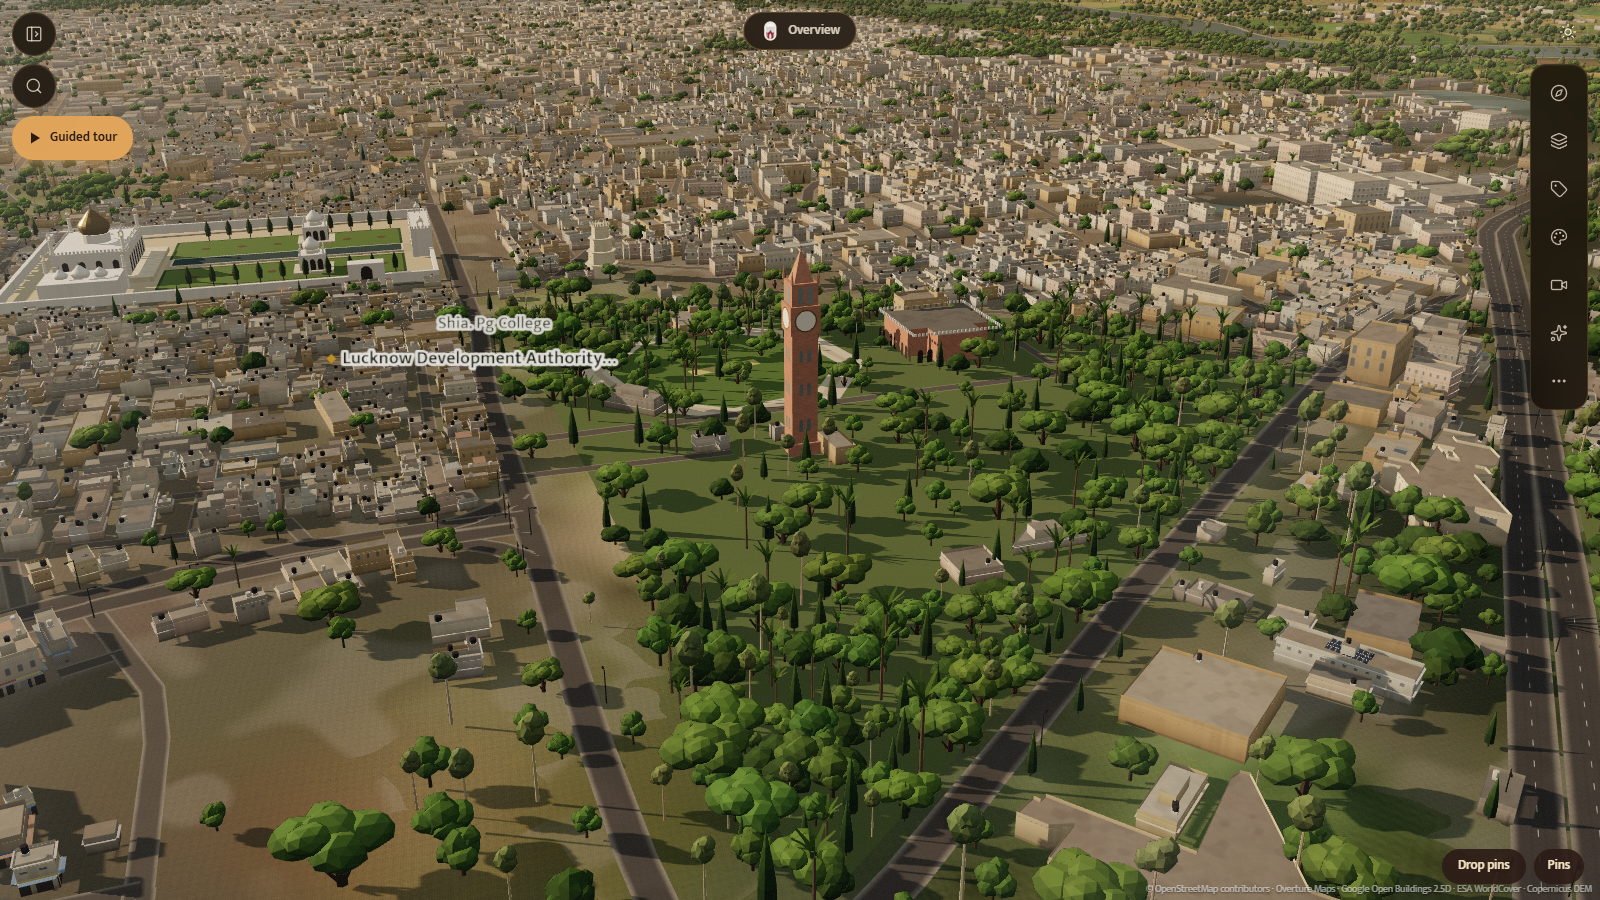 Overview
Guided tour
Shia. Pg College
Lucknow Development Authority...
Drop pins
Pins
© OpenStreetMap contributors · Overture Maps · Google Open Buildings 2.5D · ESA WorldCover · Copernicus DEM